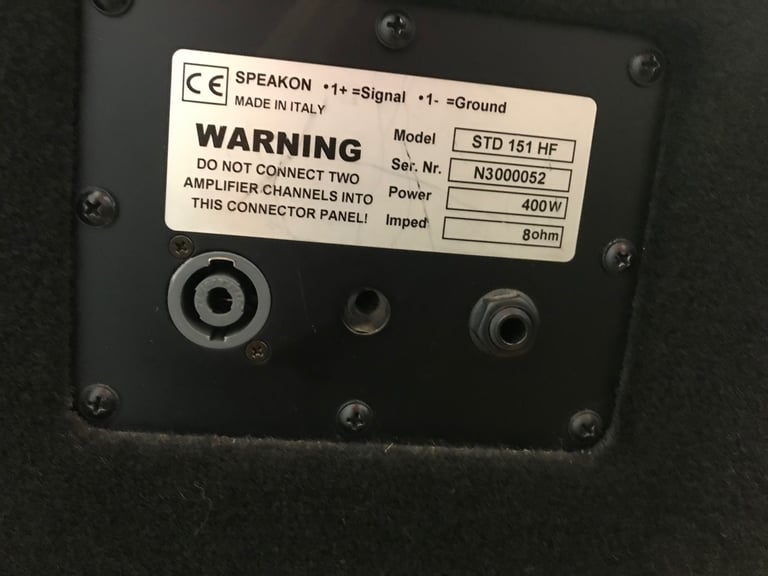 CE SPEAKON •1+ =Signal •1- =Ground
MADE IN ITALY
WARNING
DO NOT CONNECT TWO
AMPLIFIER CHANNELS INTO
THIS CONNECTOR PANEL!
Model STD 151 HF
Ser. Nr. N3000052
Power 400W
Imped 8ohm